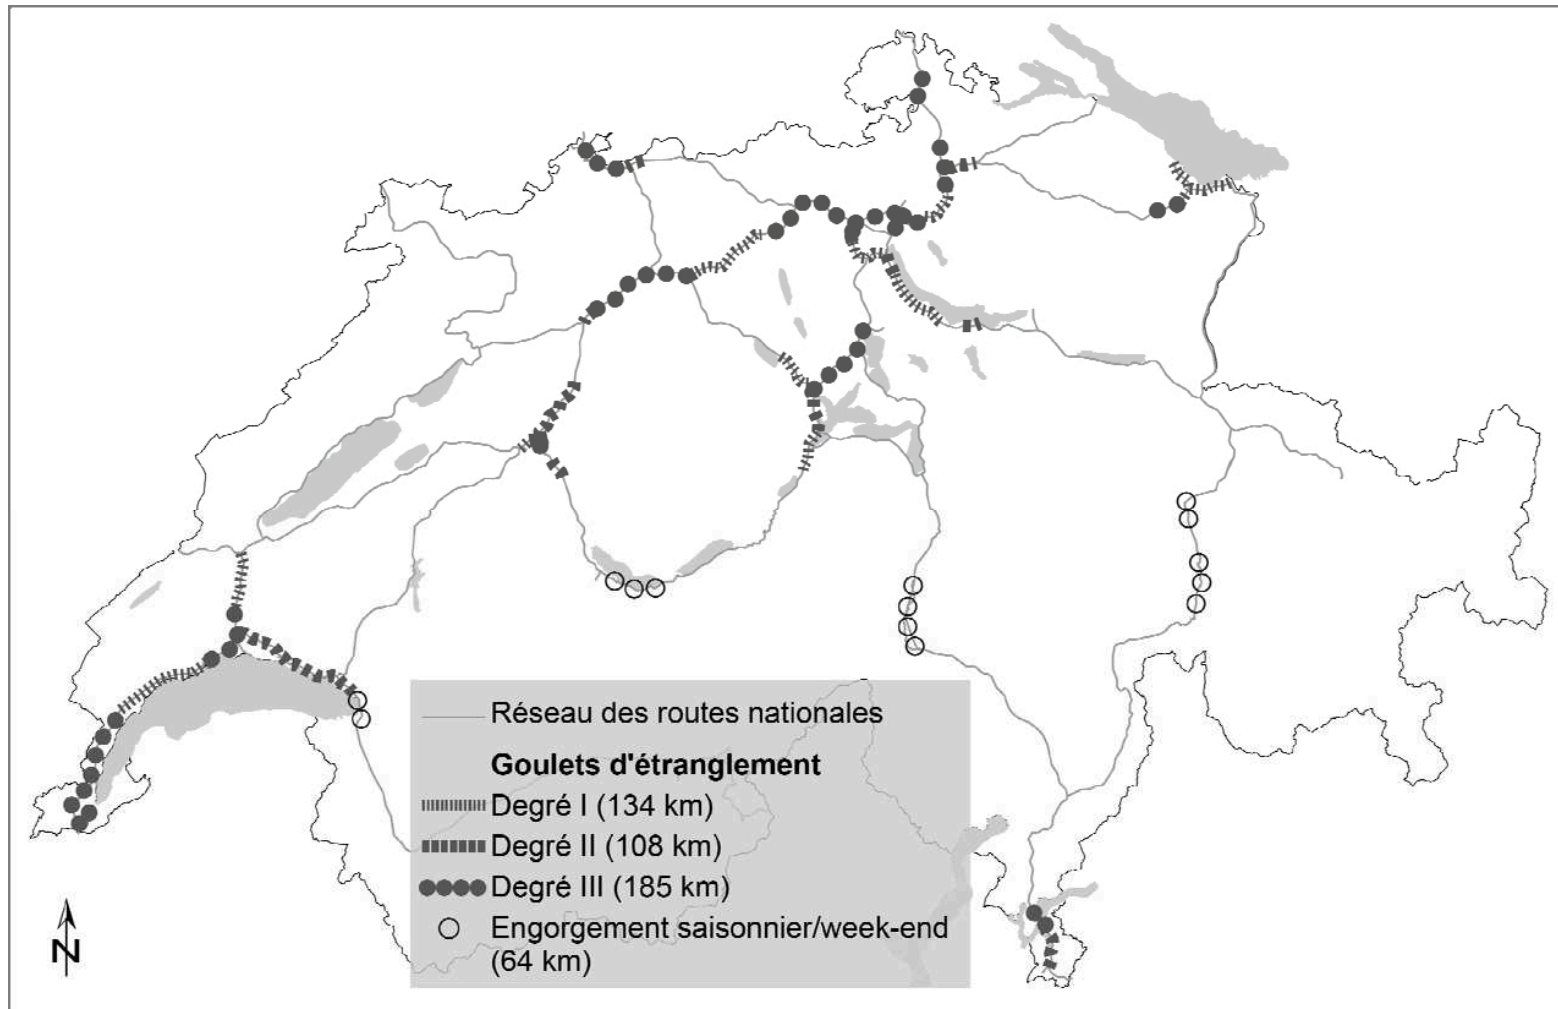 Réseau des routes nationales
Goulets d'étranglement
Degré I (134 km)
Degré II (108 km)
Degré III (185 km)
Engorgement saisonnier/week-end
(64 km)
N